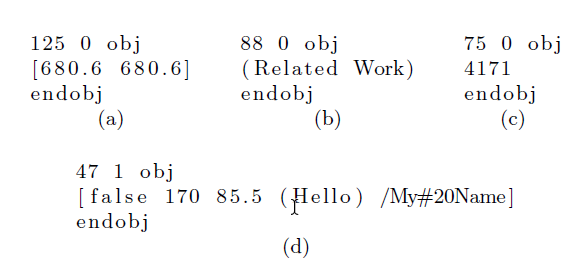 125 0 obj
[680.6 680.6]
endobj
(a)
88 0 obj
(Related Work)
endobj
(b)
75 0 obj
4171
endobj
(c)
47 1 obj
[false 170 85.5 (Hello) /My#20Name]
endobj
(d)